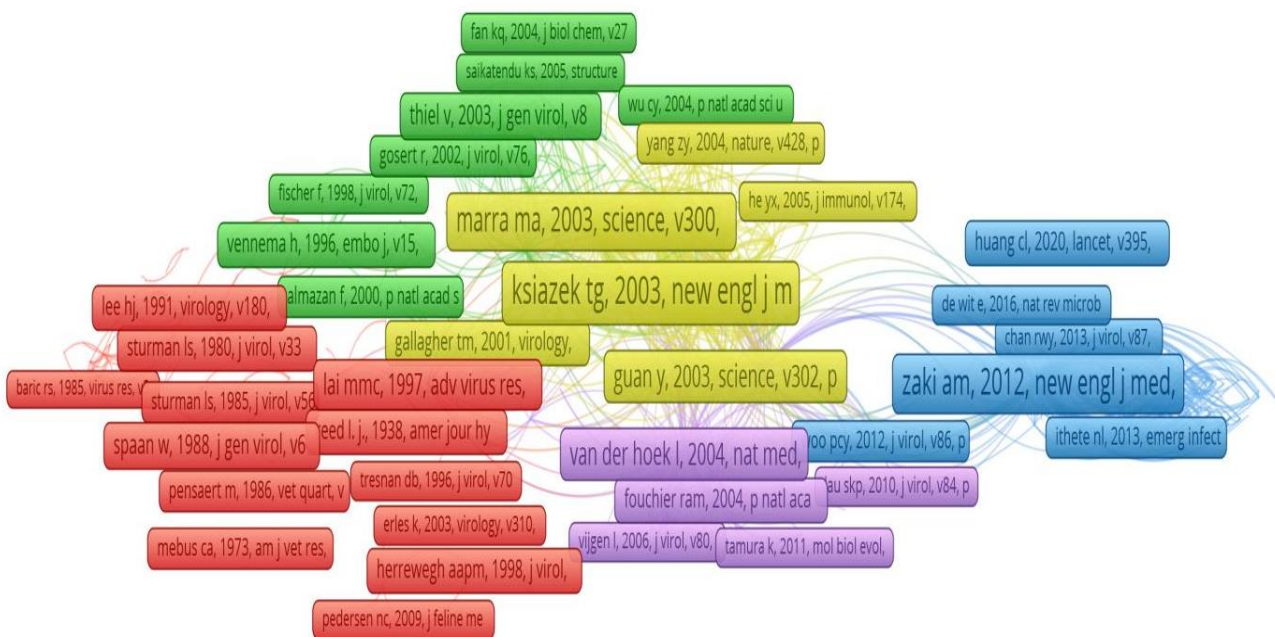 fan kq, 2004, j biol chem, v27
saikatendu ks, 2005, structure
thiel v, 2003, j gen virol, v8
wu cy, 2004, p natl acad sci u
yang zy, 2004, nature, v428, p
gosert r, 2002, j virol, v76,
fischer f, 1998, j virol, v72,
he yx, 2005, j immunol, v174,
marra ma, 2003, science, v300,
vennema h, 1996, embo j, v15,
huang cl, 2020, lancet, v395,
ksiazek tg, 2003, new engl j m
almazan f, 2000, p natl acad s
lee hj, 1991, virology, v180,
de wit e, 2016, nat rev microb
chan rwy, 2013, j virol, v87,
sturman ls, 1980, j virol, v33
gallagher tm, 2001, virology,
guan y, 2003, science, v302, p
zaki am, 2012, new engl j med,
baric rs, 1985, virus res,
lai mmc, 1997, adv virus res,
sturman ls, 1985, j virol, v56
reed l. j., 1938, amer jour hy
spaan w, 1988, j gen virol, v6
woo pcy, 2012, j virol, v86, p
ithete nl, 2013, emerg infect
van der hoek l, 2004, nat med,
tresnan db, 1996, j virol, v70
pensaert m, 1986, vet quart, v
lau skp, 2010, j virol, v84, p
fouchier ram, 2004, p natl aca
erles k, 2003, virology, v310,
vijgen l, 2006, j virol, v80,
tamura k, 2011, mol biol evol,
mebus ca, 1973, am j vet res,
herrewegh aapm, 1998, j virol,
pedersen nc, 2009, j feline me